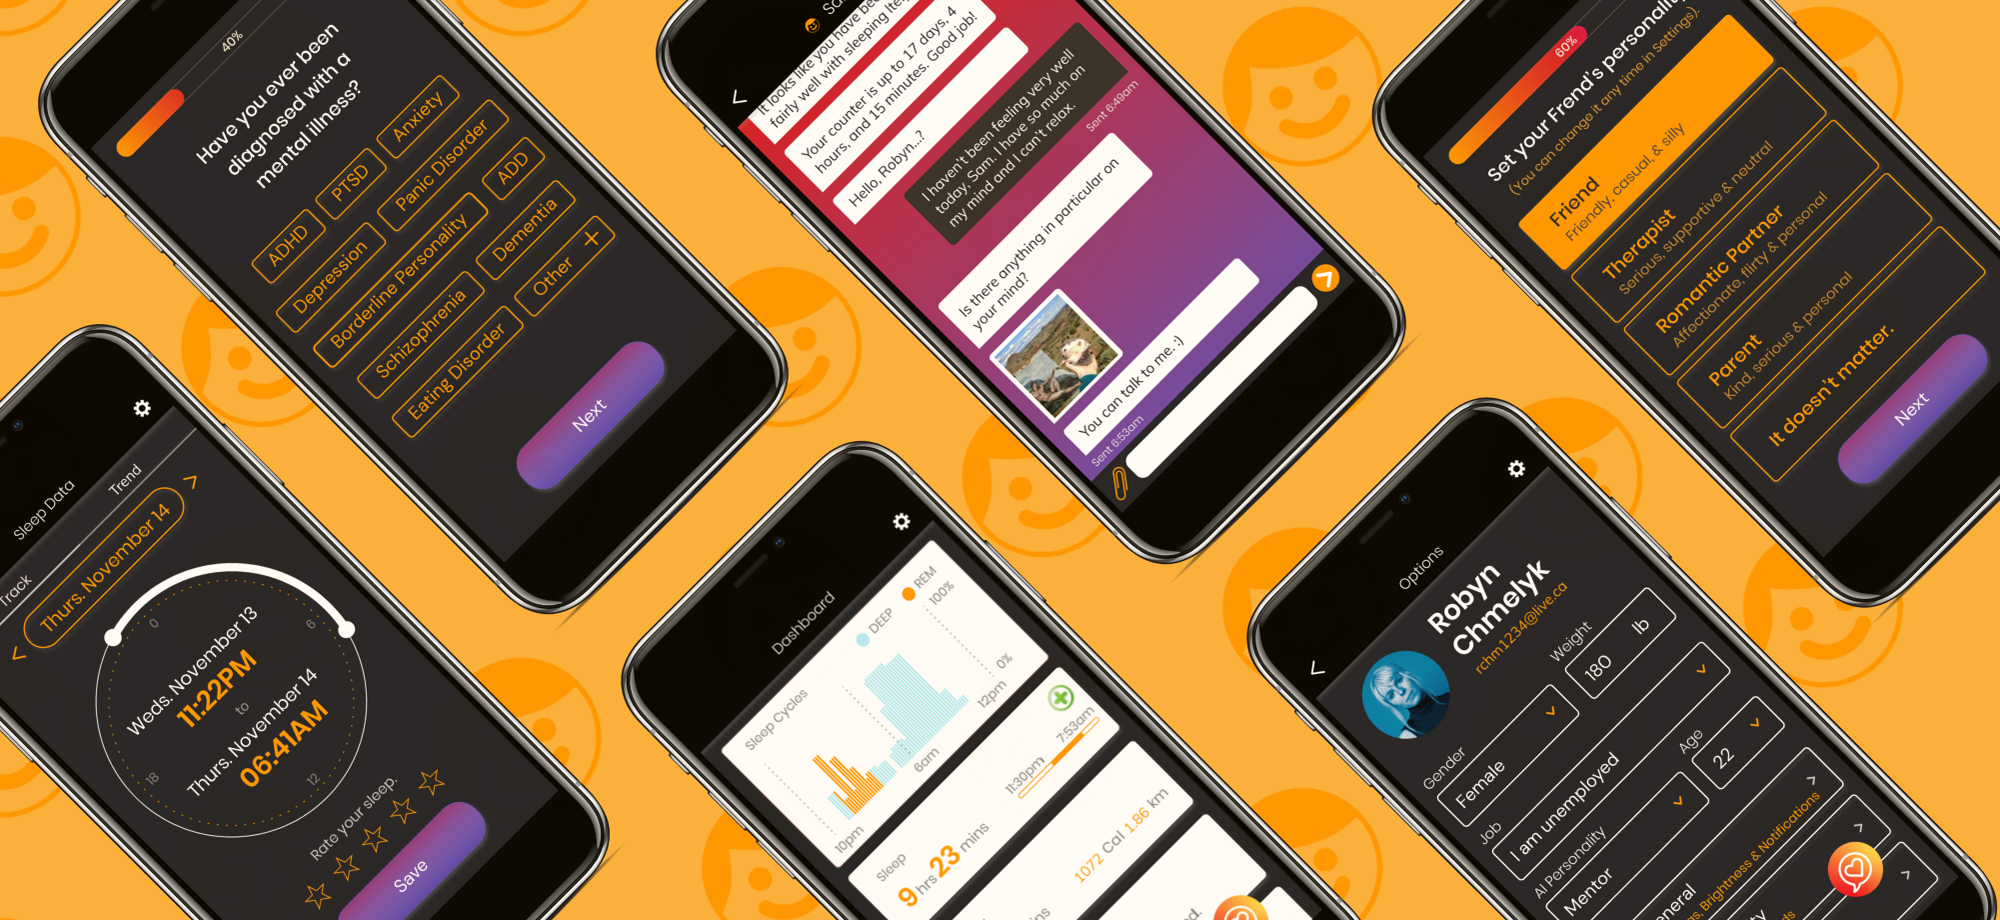 40%
Have you ever been
diagnosed with a
mental illness?
ADHD
PTSD
Anxiety
Depression
Panic Disorder
Borderline Personality
ADD
Schizophrenia
Dementia
Eating Disorder
Other +
Next
It looks like you have been
fairly well with sleeping
Your counter is up to 17 days, 4
hours, and 15 minutes. Good job!
Hello, Robyn...?
I haven't been feeling very well
today, Sam. I have so much on
my mind and I can't relax.
Sent 6:49am
Is there anything in particular on
your mind?
You can talk to me. :)
Sent 6:53am
60%
Set your Frend's personality
(You can change it any time in Settings).
Friend
Friendly, casual, & silly
Therapist
Serious, supportive & neutral
Romantic Partner
Affectionate, flirty & personal
Parent
Kind, serious & personal
It doesn't matter.
Next
Sleep Data
Track
Trend
< Thurs. November 14 >
0
6
12
18
Weds. November 13
11:22PM
to
Thurs. November 14
06:41AM
Rate your sleep.
Save
Dashboard
Sleep Cycles
DEEP
REM
100%
0%
10pm
6am
12pm
Sleep
9 hrs 23 mins
11:30pm
7:53am
1072 Cal 1.86 km
Options
Robyn
Chmelyk
rchm1234@live.ca
Gender
Female
Weight
180 lb
Job
I am unemployed
AI Personality
Mentor
Age
22
Brightness & Notifications